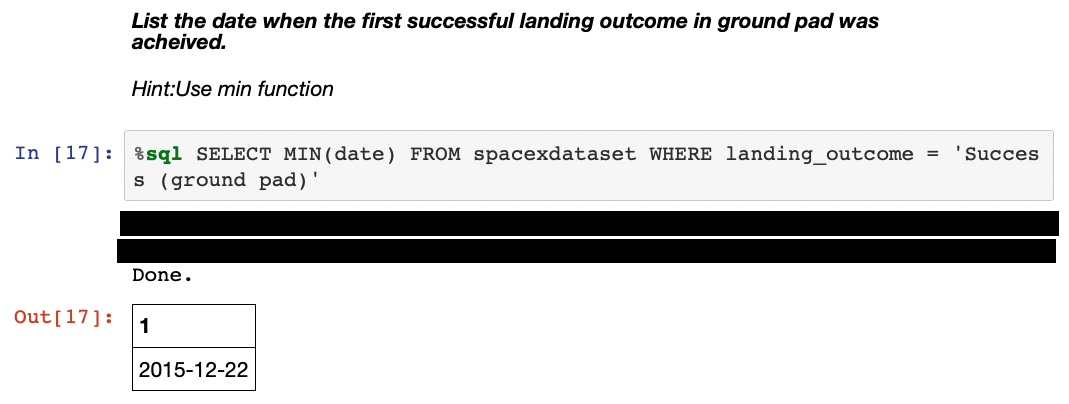 List the date when the first successful landing outcome in ground pad was
acheived.
Hint:Use min function
In [17]: %sql SELECT MIN(date) FROM spacexdataset WHERE landing_outcome = 'Succes
s (ground pad)'
Done.
Out[17]: 1
2015-12-22